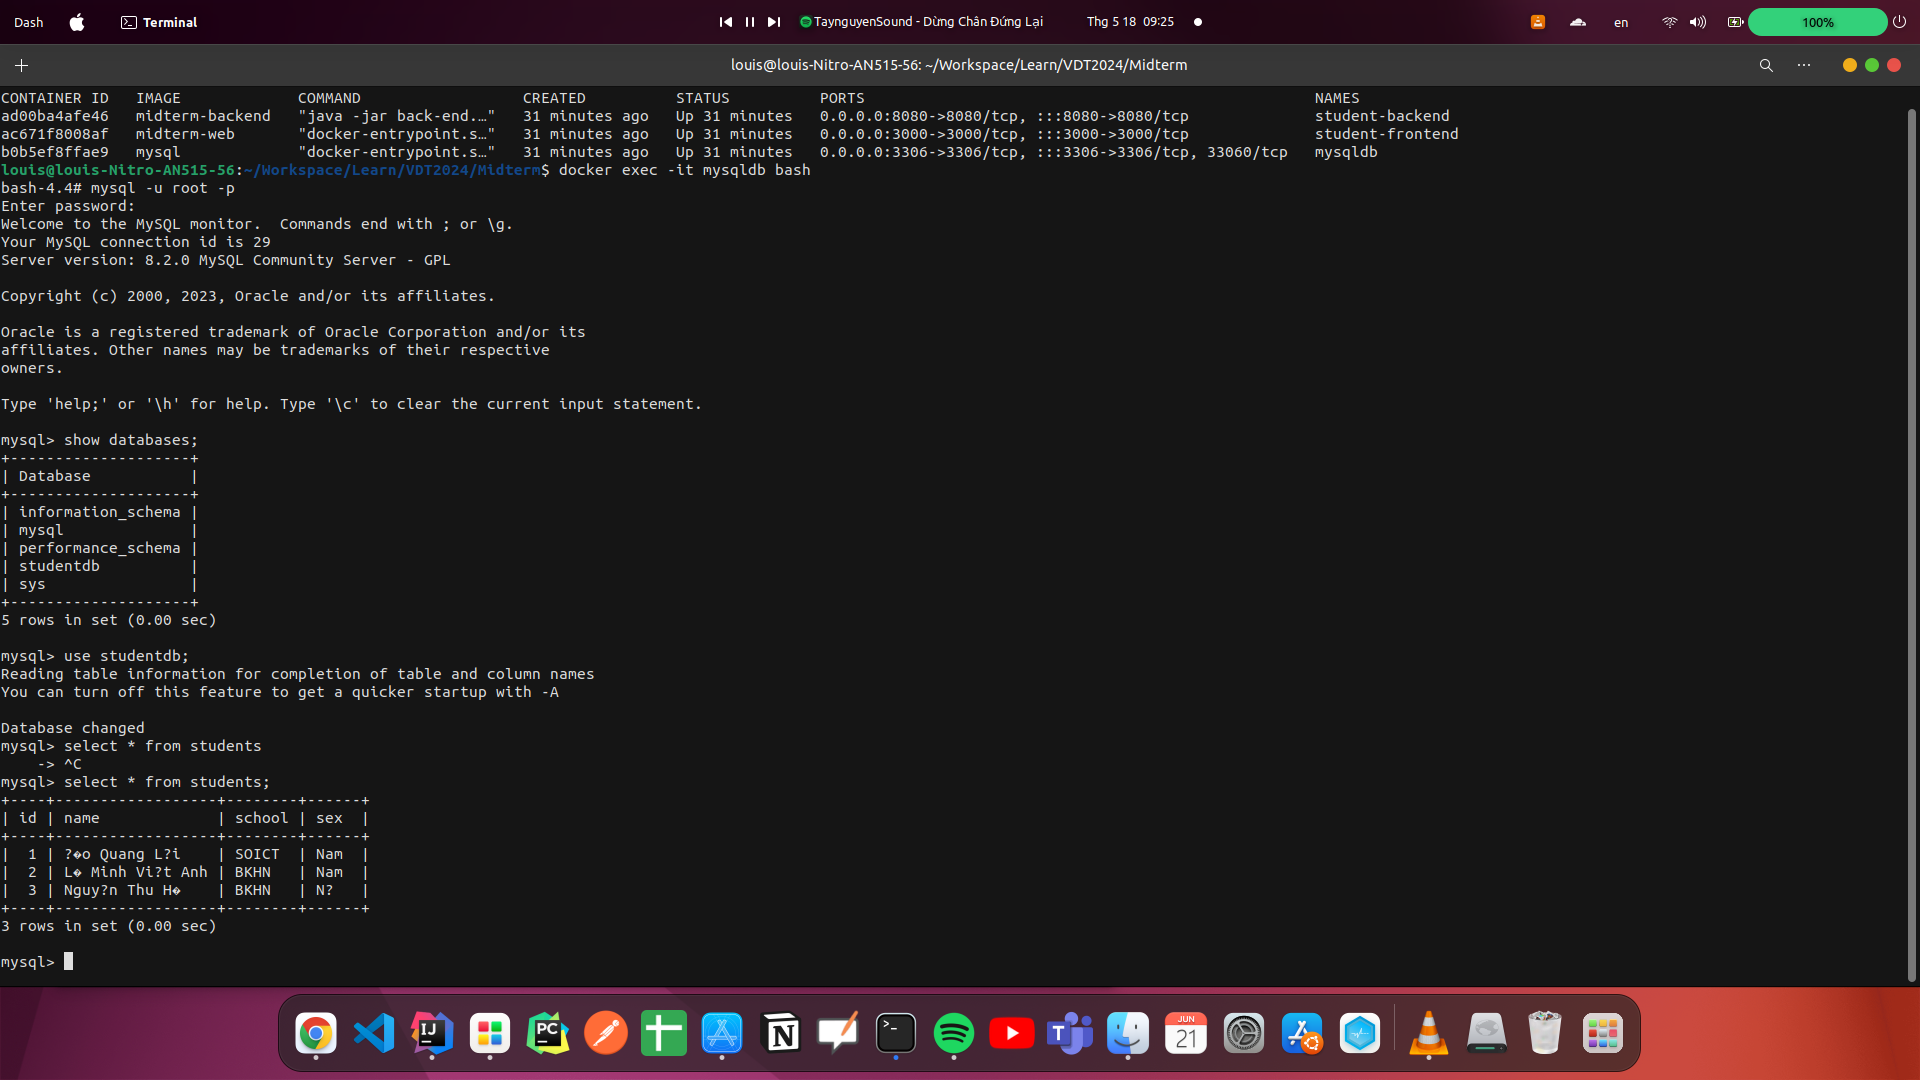 Dash Terminal TaynguyenSound - Dừng Chân Đứng Lại Thg 5 18 09:25 en 100%
louis@louis-Nitro-AN515-56: ~/Workspace/Learn/VDT2024/Midterm
CONTAINER ID   IMAGE             COMMAND                  CREATED          STATUS          PORTS                                                  NAMES
ad00ba4afe46   midterm-backend   "java -jar back-end.…"   31 minutes ago   Up 31 minutes   0.0.0.0:8080->8080/tcp, :::8080->8080/tcp              student-backend
ac671f8008af   midterm-web       "docker-entrypoint.s…"   31 minutes ago   Up 31 minutes   0.0.0.0:3000->3000/tcp, :::3000->3000/tcp              student-frontend
b0b5ef8ffae9   mysql             "docker-entrypoint.s…"   31 minutes ago   Up 31 minutes   0.0.0.0:3306->3306/tcp, :::3306->3306/tcp, 33060/tcp   mysqldb
louis@louis-Nitro-AN515-56:~/Workspace/Learn/VDT2024/Midterm$ docker exec -it mysqldb bash
bash-4.4# mysql -u root -p
Enter password:
Welcome to the MySQL monitor.  Commands end with ; or \g.
Your MySQL connection id is 29
Server version: 8.2.0 MySQL Community Server - GPL
Copyright (c) 2000, 2023, Oracle and/or its affiliates.
Oracle is a registered trademark of Oracle Corporation and/or its
affiliates. Other names may be trademarks of their respective
owners.
Type 'help;' or '\h' for help. Type '\c' to clear the current input statement.
mysql> show databases;
+--------------------+
| Database           |
+--------------------+
| information_schema |
| mysql              |
| performance_schema |
| studentdb          |
| sys                |
+--------------------+
5 rows in set (0.00 sec)
mysql> use studentdb;
Reading table information for completion of table and column names
You can turn off this feature to get a quicker startup with -A
Database changed
mysql> select * from students
    -> ^C
mysql> select * from students;
+----+------------------+--------+------+
| id | name             | school | sex  |
+----+------------------+--------+------+
|  1 | ?�o Quang L?i    | SOICT  | Nam  |
|  2 | L� Minh Vi?t Anh | BKHN   | Nam  |
|  3 | Nguy?n Thu H�    | BKHN   | N?   |
+----+------------------+--------+------+
3 rows in set (0.00 sec)
mysql>
IJ PC N >_ T JUN 21